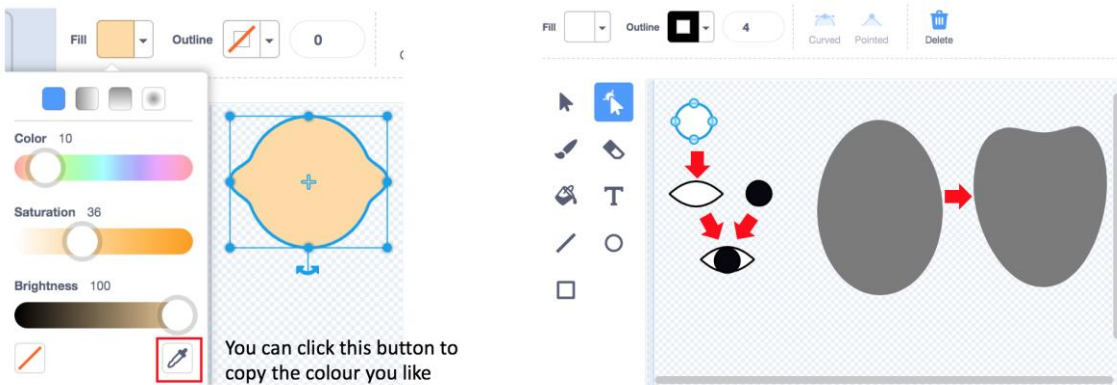 Fill
Outline
0
Color 10
Saturation 36
Brightness 100
You can click this button to
copy the colour you like
Fill
Outline
4
Curved
Pointed
Delete
T